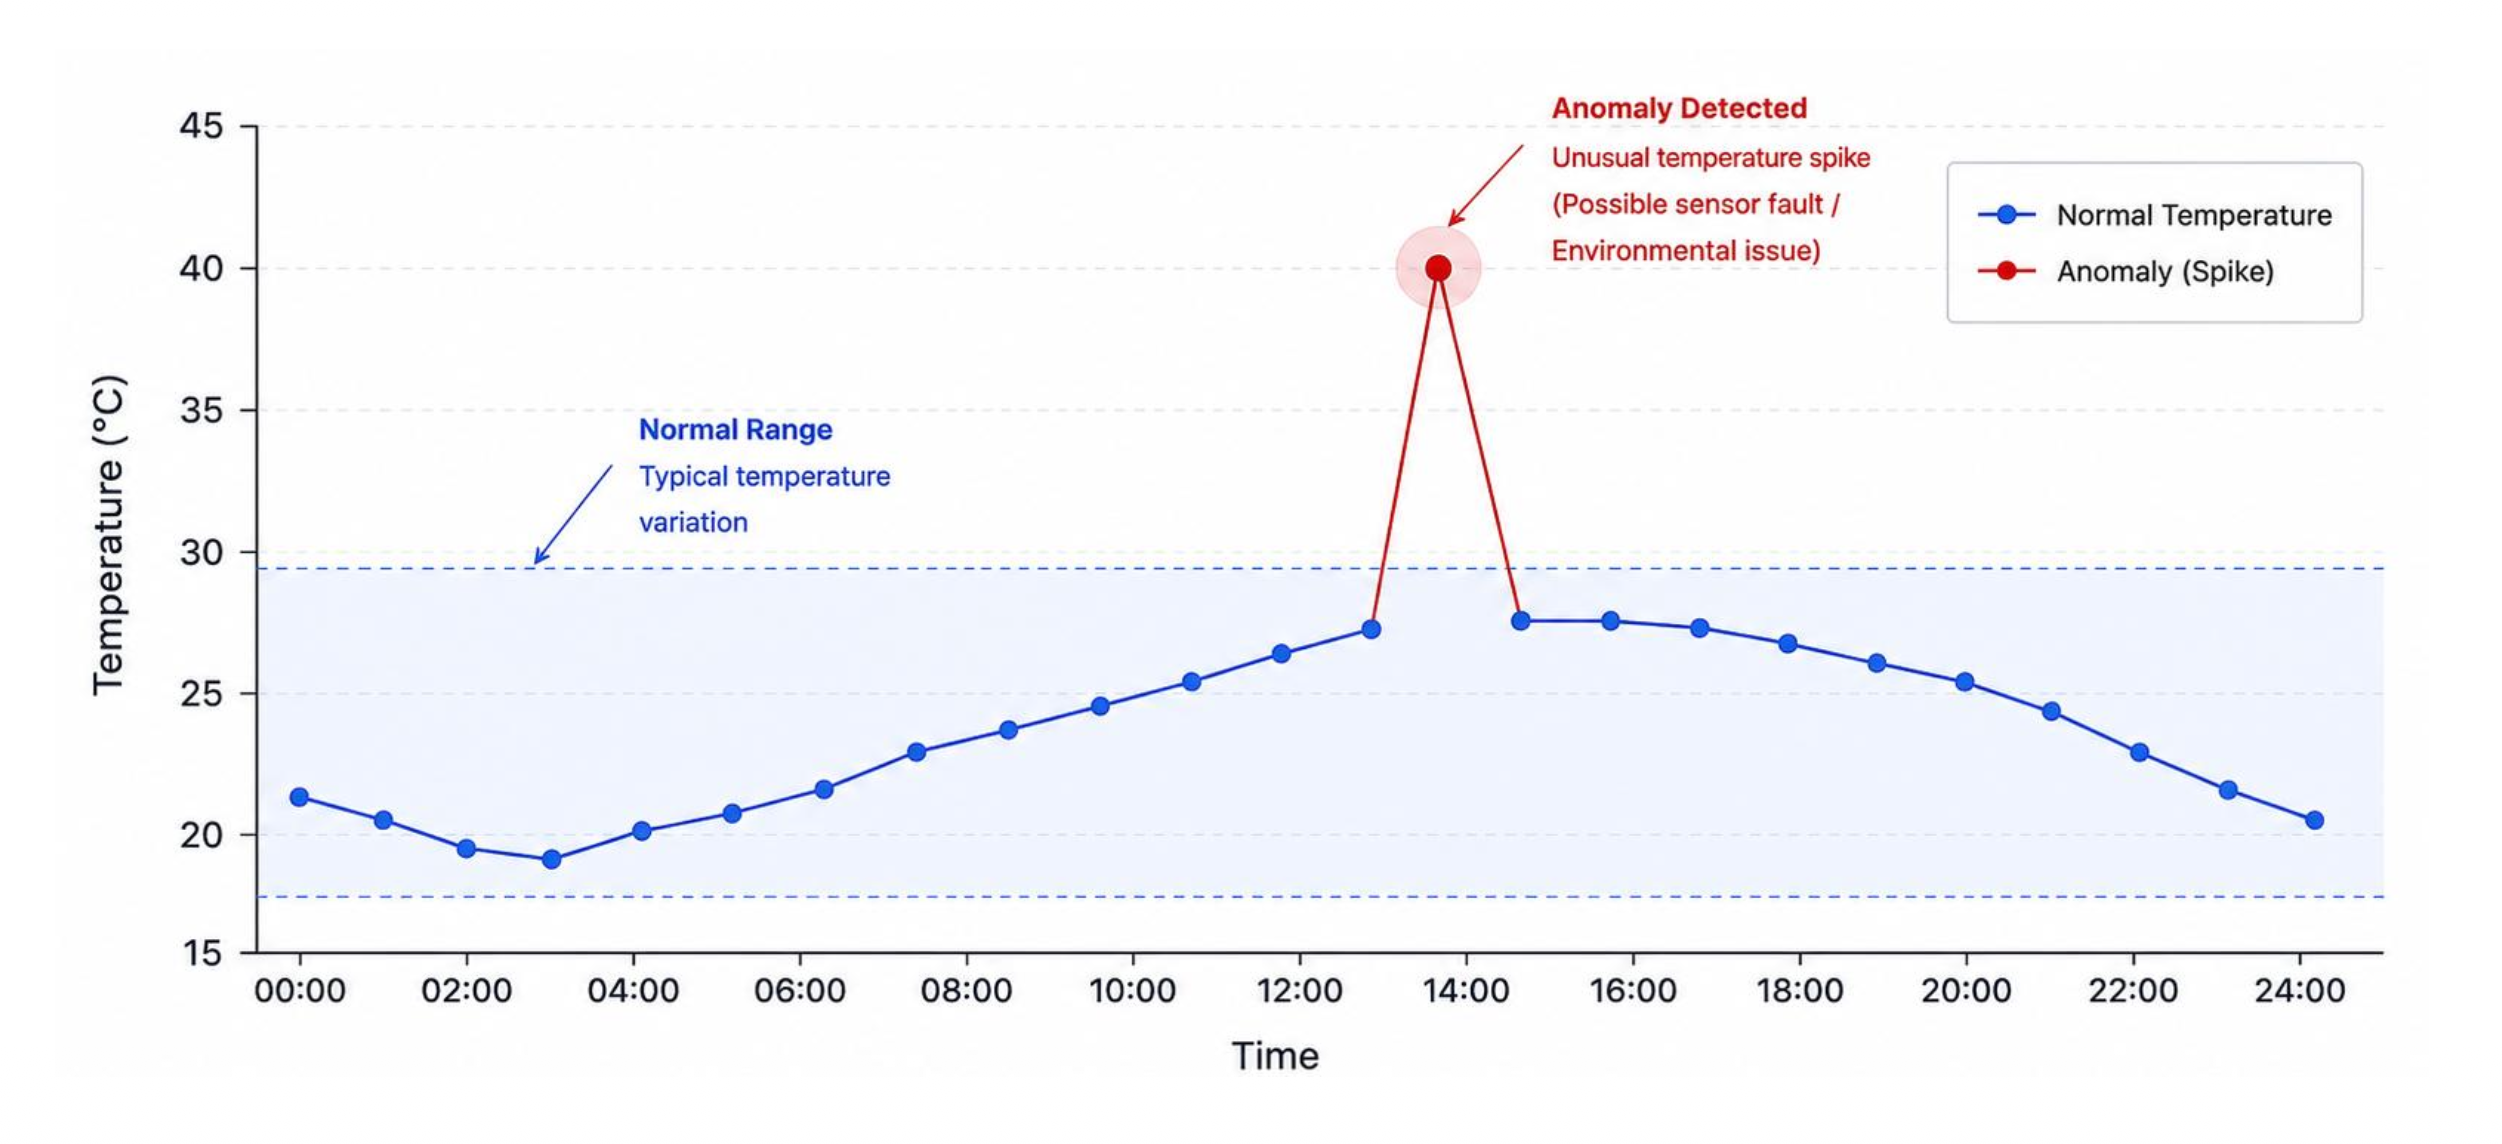 Anomaly Detected
Unusual temperature spike
(Possible sensor fault /
Environmental issue)
Normal Temperature
Anomaly (Spike)
Normal Range
Typical temperature
variation
Temperature (°C)
45
40
35
30
25
20
15
00:00 02:00 04:00 06:00 08:00 10:00 12:00 14:00 16:00 18:00 20:00 22:00 24:00
Time